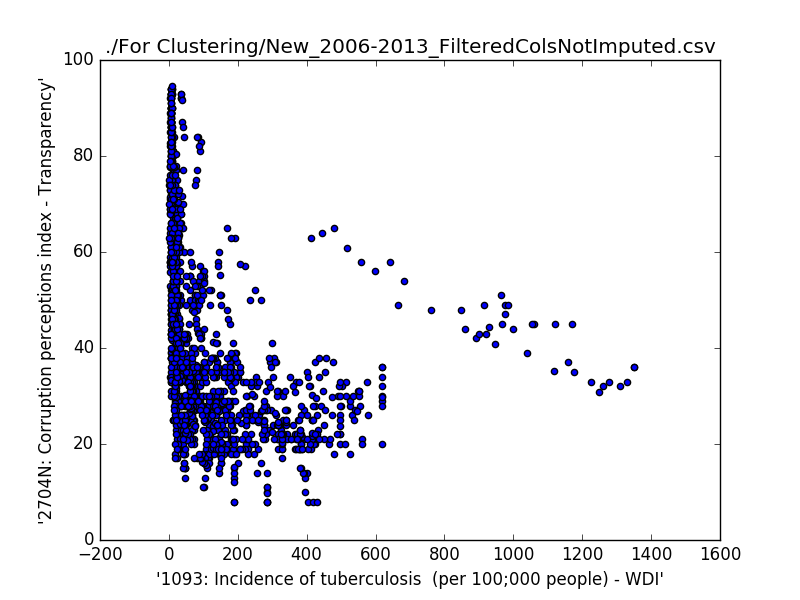 ./For Clustering/New_2006-2013_FilteredColsNotImputed.csv
100
80
60
40
20
0
'2704N: Corruption perceptions index - Transparency'
−200 0 200 400 600 800 1000 1200 1400 1600
'1093: Incidence of tuberculosis  (per 100;000 people) - WDI'